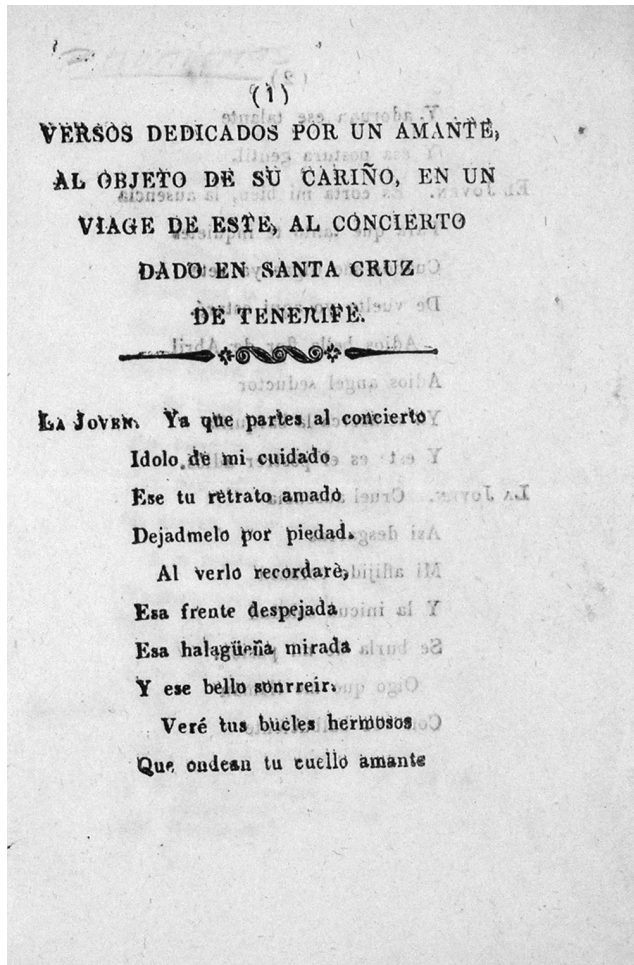 (1)
VERSOS DEDICADOS POR UN AMANTE,
AL OBJETO DE SU CARIÑO, EN UN
VIAGE DE ESTE, AL CONCIERTO
DADO EN SANTA CRUZ
DE TENERIFE.
LA JOVEN. Ya que partes al concierto
Idolo de mi cuidado
Ese tu retrato amado
Dejadmelo por piedad.
Al verlo recordarè,
Esa frente despejada
Esa halagüeña mirada
Y ese bello sonrreir.
Veré tus bucles hermosos
Que ondean tu cuello amante